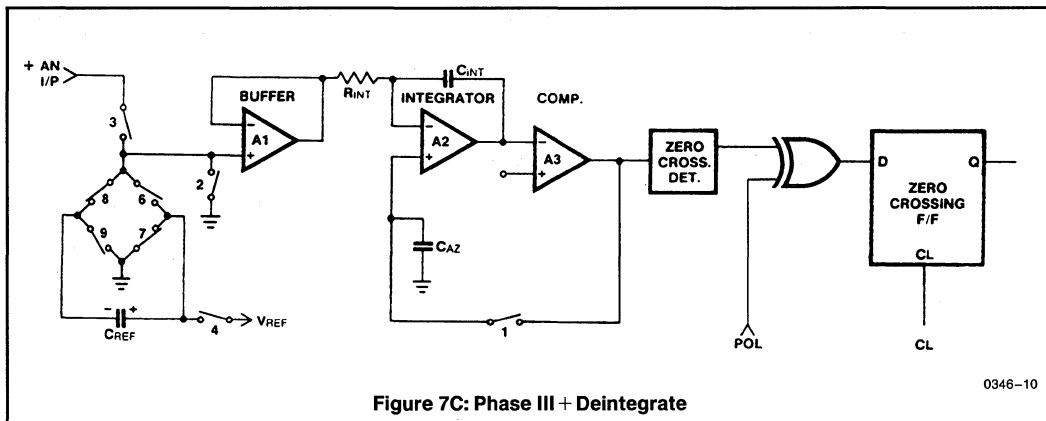 + AN
I/P
3
8
6
9
7
2
- +
CREF
4
VREF
BUFFER
-
A1
+
RINT
CINT
INTEGRATOR
-
A2
+
CAZ
1
COMP.
-
A3
+
ZERO
CROSS.
DET.
POL
D
Q
ZERO
CROSSING
F/F
CL
CL
0346–10
Figure 7C: Phase III + Deintegrate